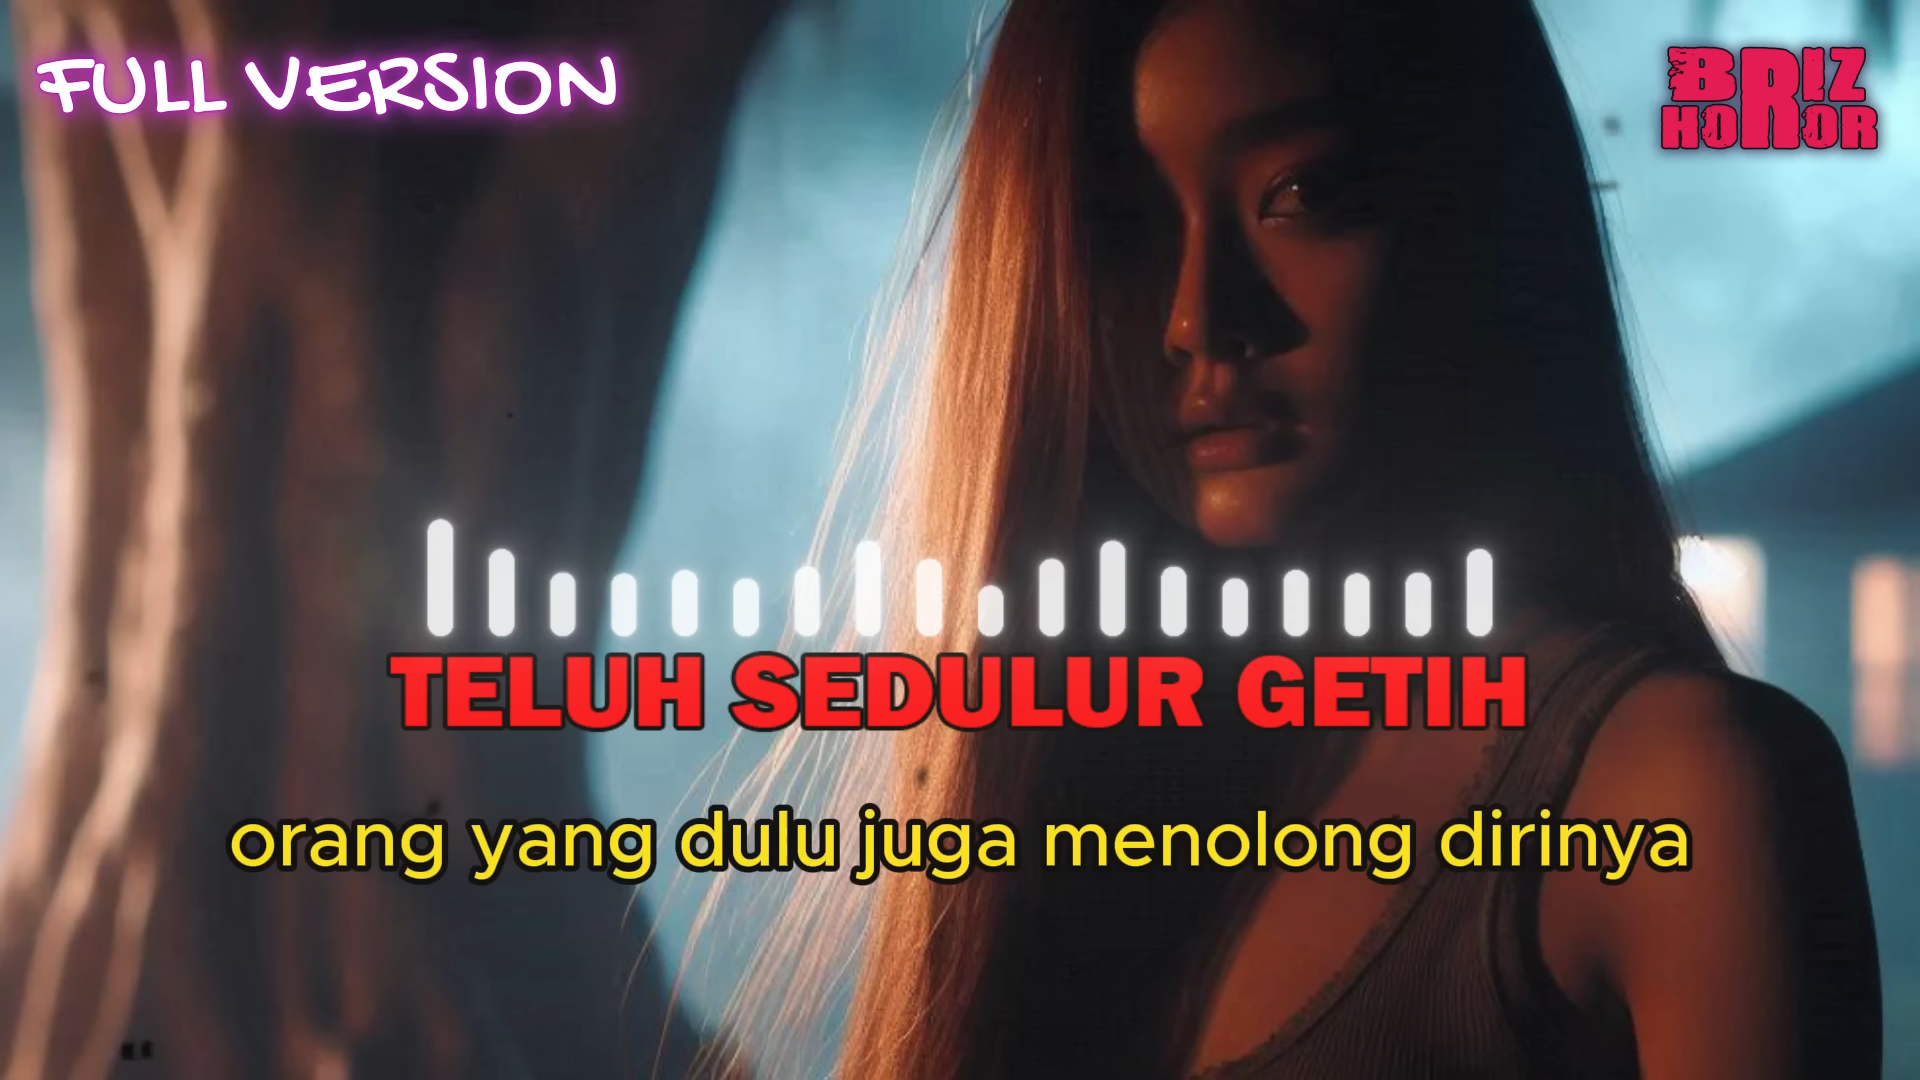 FULL VERSION
BRIZ
HOROR
TELUH SEDULUR GETIH
orang yang dulu juga menolong dirinya